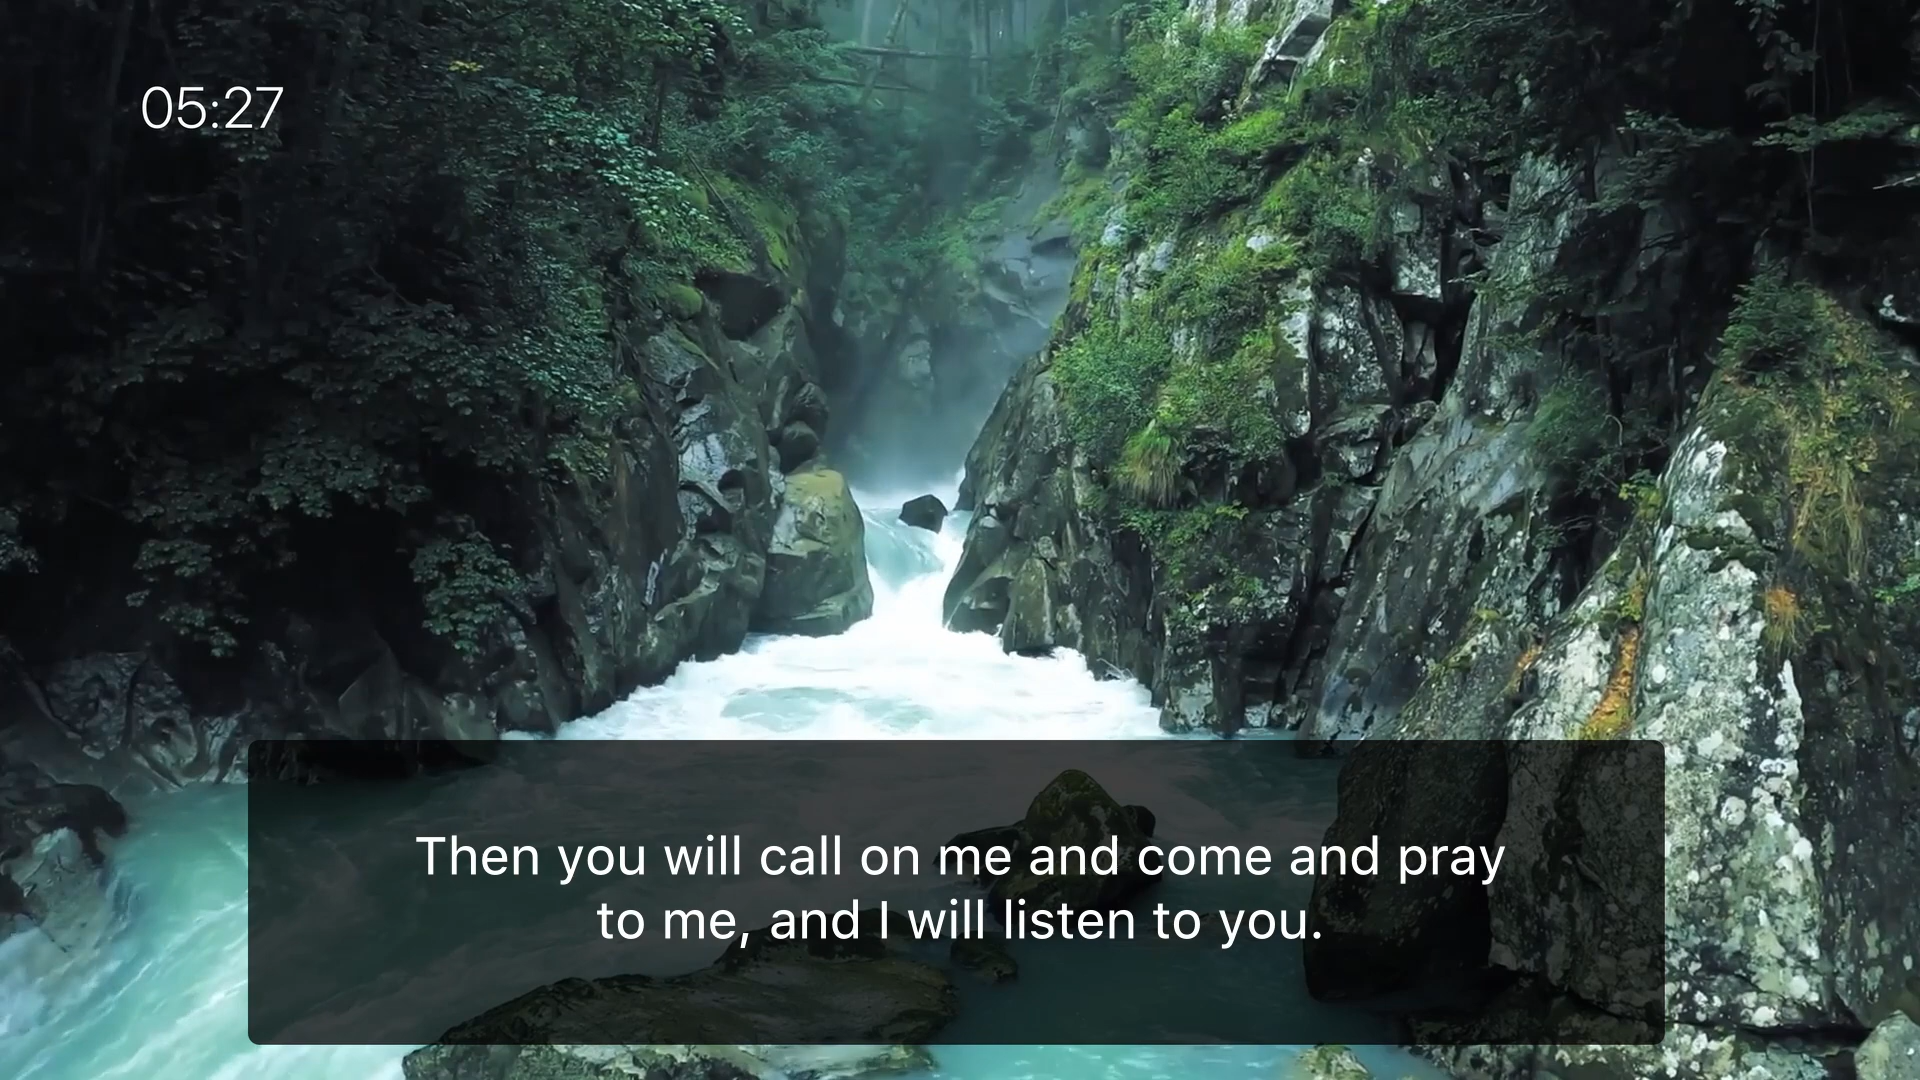 05:27
Then you will call on me and come and pray
to me, and I will listen to you.